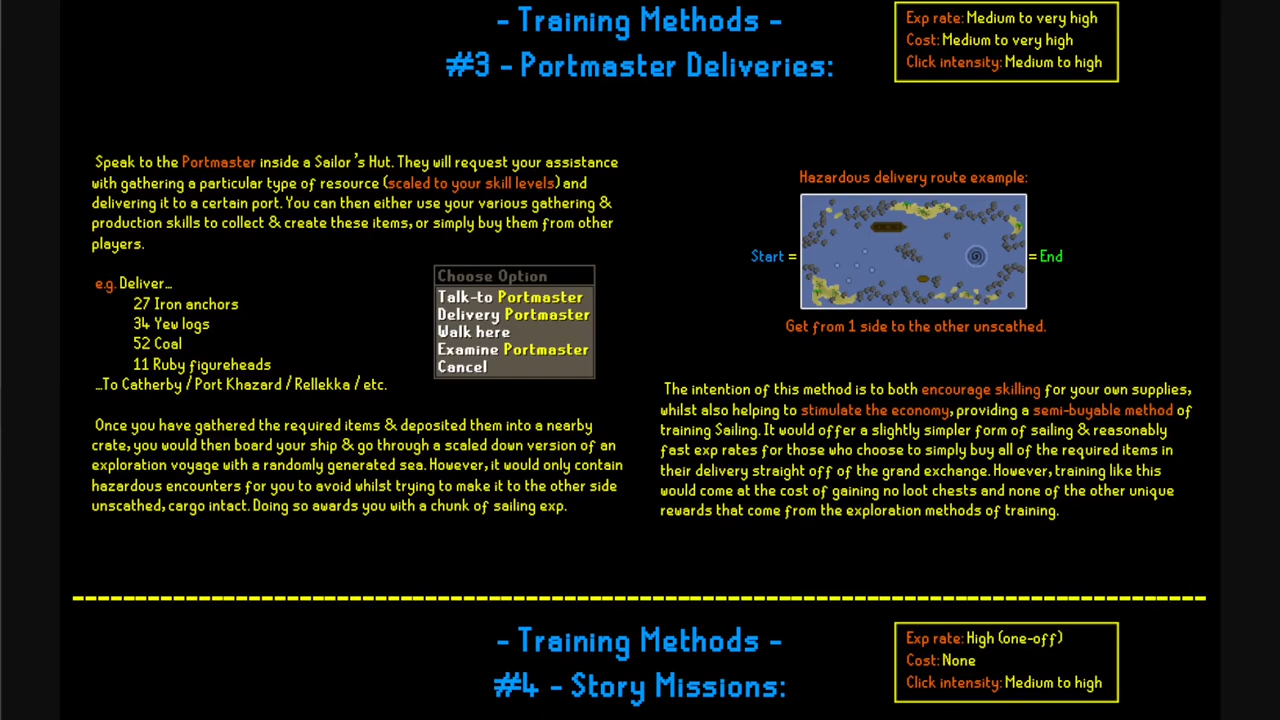 - Training Methods -
#3 - Portmaster Deliveries:
Exp rate: Medium to very high
Cost: Medium to very high
Click intensity: Medium to high
Speak to the Portmaster inside a Sailor's Hut. They will request your assistance
with gathering a particular type of resource (scaled to your skill levels) and
delivering it to a certain port. You can then either use your various gathering &
production skills to collect & create these items, or simply buy them from other
players.
e.g. Deliver...
27 Iron anchors
34 Yew logs
52 Coal
11 Ruby figureheads
...To Catherby / Port Khazard / Rellekka / etc.
Choose Option
Talk-to Portmaster
Delivery Portmaster
Walk here
Examine Portmaster
Cancel
Once you have gathered the required items & deposited them into a nearby
crate, you would then board your ship & go through a scaled down version of an
exploration voyage with a randomly generated sea. However, it would only contain
hazardous encounters for you to avoid whilst trying to make it to the other side
unscathed, cargo intact. Doing so awards you with a chunk of sailing exp.
Hazardous delivery route example:
Start =
= End
Get from 1 side to the other unscathed.
The intention of this method is to both encourage skilling for your own supplies,
whilst also helping to stimulate the economy, providing a semi-buyable method of
training Sailing. It would offer a slightly simpler form of sailing & reasonably
fast exp rates for those who choose to simply buy all of the required items in
their delivery straight off of the grand exchange. However, training like this
would come at the cost of gaining no loot chests and none of the other unique
rewards that come from the exploration methods of training.
- Training Methods -
#4 - Story Missions:
Exp rate: High (one-off)
Cost: None
Click intensity: Medium to high